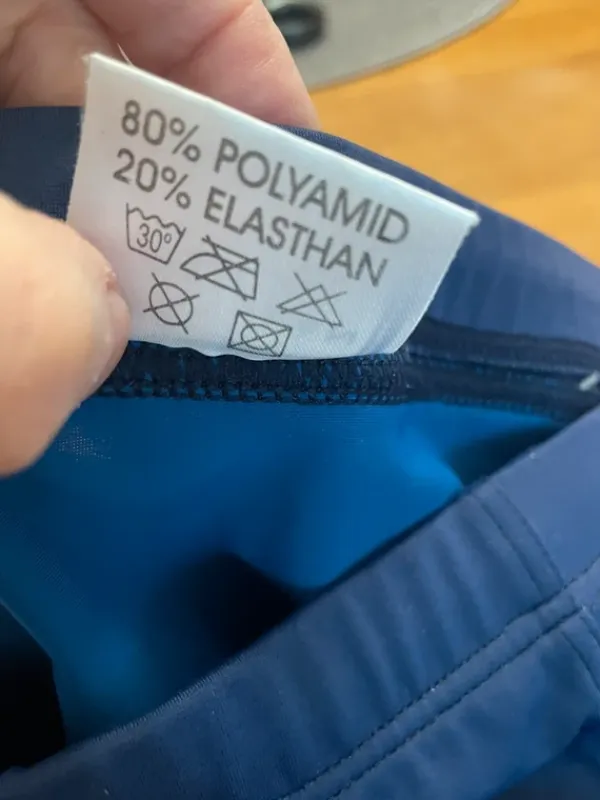 80% POLYAMID
20% ELASTHAN
30°